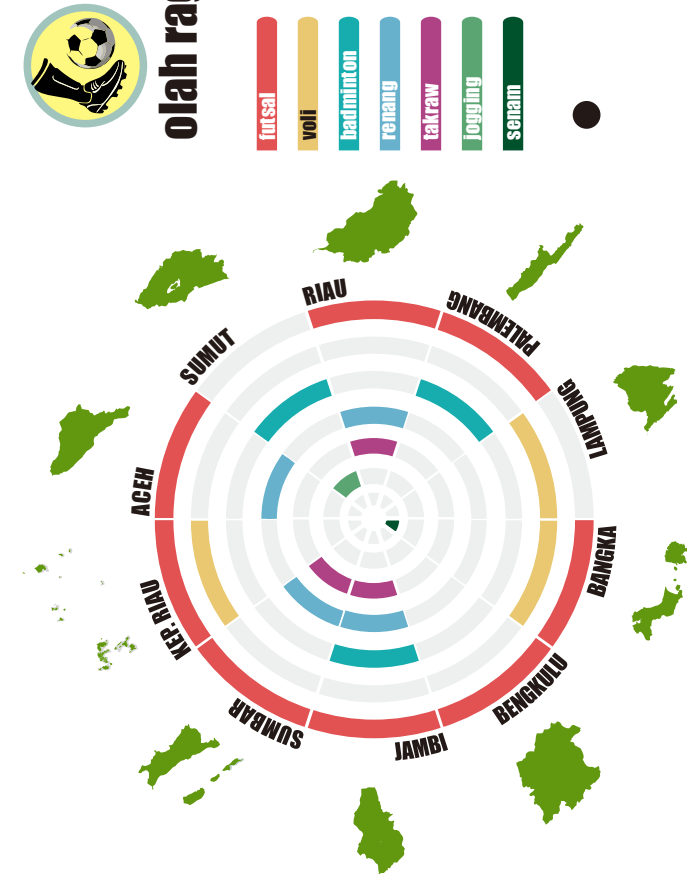 olah
futsal
voli
badminton
renang
takraw
jogging
senam
RIAU
PALEMBANG
LAMPUNG
BANGKA
BENGKULU
JAMBI
SUMBAR
KEP. RIAU
ACEH
SUMUT